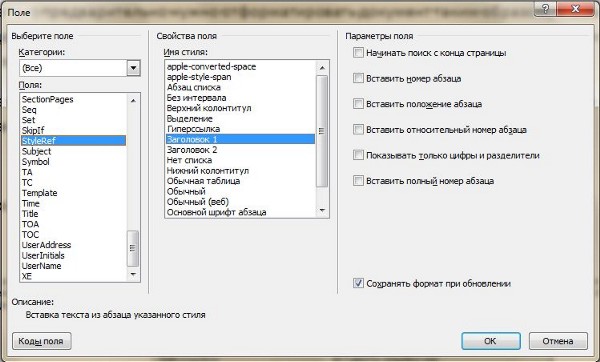 Поле
Выберите поле
Категории:
(Все)
Поля:
SectionPages
Seq
Set
SkipIf
StyleRef
Subject
Symbol
TA
TC
Template
Time
Title
TOA
TOC
UserAddress
UserInitials
UserName
XE
Свойства поля
Имя стиля:
apple-converted-space
apple-style-span
Абзац списка
Без интервала
Верхний колонтитул
Выделение
Гиперссылка
Заголовок 1
Заголовок 2
Нет списка
Нижний колонтитул
Обычная таблица
Обычный
Обычный (веб)
Основной шрифт абзаца
Параметры поля
Начинать поиск с конца страницы
Вставить номер абзаца
Вставить положение абзаца
Вставить относительный номер абзаца
Показывать только цифры и разделители
Вставить полный номер абзаца
Сохранять формат при обновлении
Описание:
Вставка текста из абзаца указанного стиля
Коды поля
ОК
Отмена